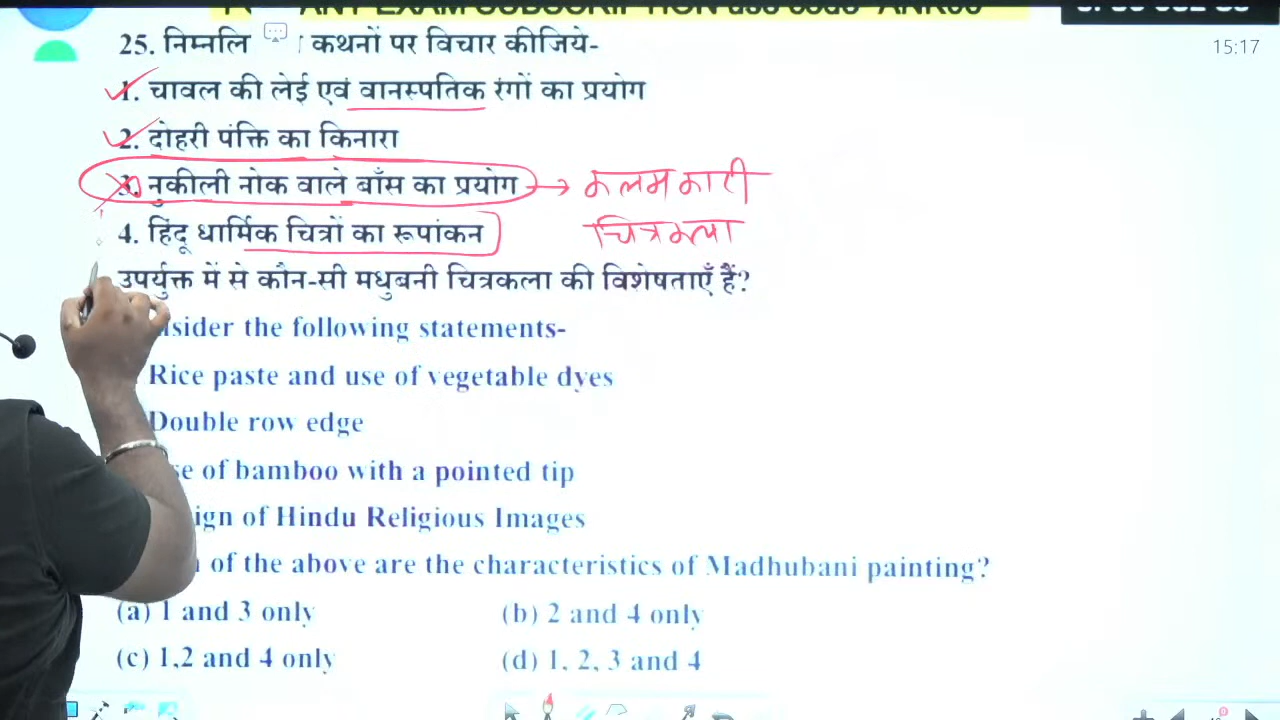 15:17
25. निम्नलि कथनों पर विचार कीजिये-
1. चावल की लेई एवं वानस्पतिक रंगों का प्रयोग
2. दोहरी पंक्ति का किनारा
3. नुकीली नोक वाले बाँस का प्रयोग → कलमकारी
4. हिंदू धार्मिक चित्रों का रूपांकन चित्रकला
उपर्युक्त में से कौन-सी मधुबनी चित्रकला की विशेषताएँ हैं?
sider the following statements-
Rice paste and use of vegetable dyes
Double row edge
e of bamboo with a pointed tip
ign of Hindu Religious Images
of the above are the characteristics of Madhubani painting?
(a) 1 and 3 only (b) 2 and 4 only
(c) 1,2 and 4 only (d) 1, 2, 3 and 4